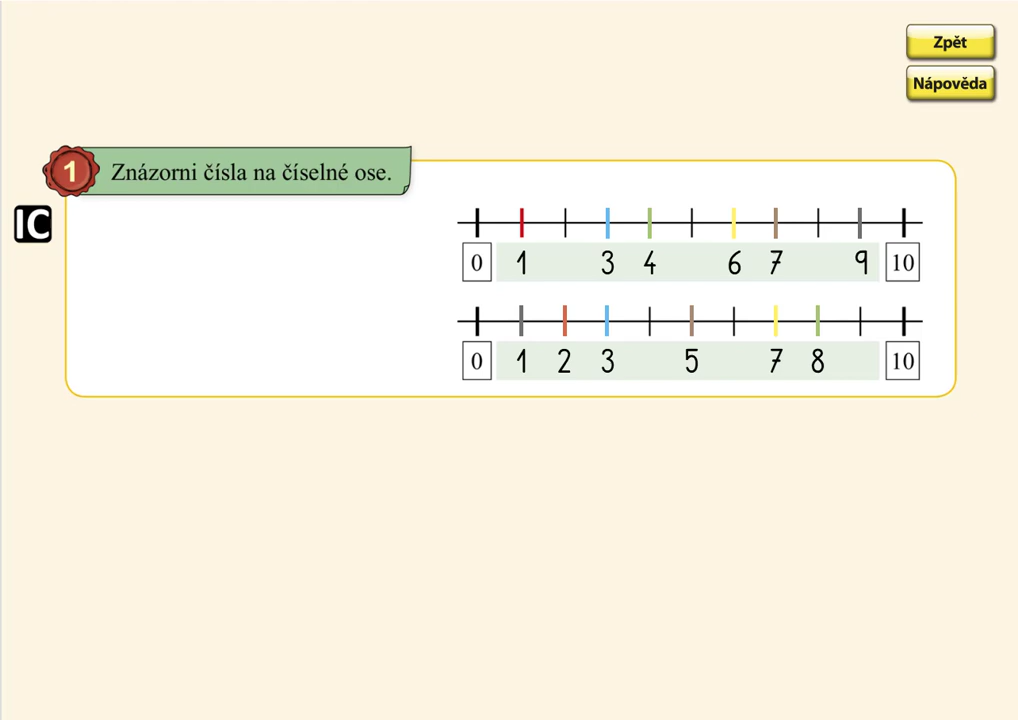 Zpět
Nápověda
1 Znázorni čísla na číselné ose.
IC
0 1 3 4 6 7 9 10
0 1 2 3 5 7 8 10